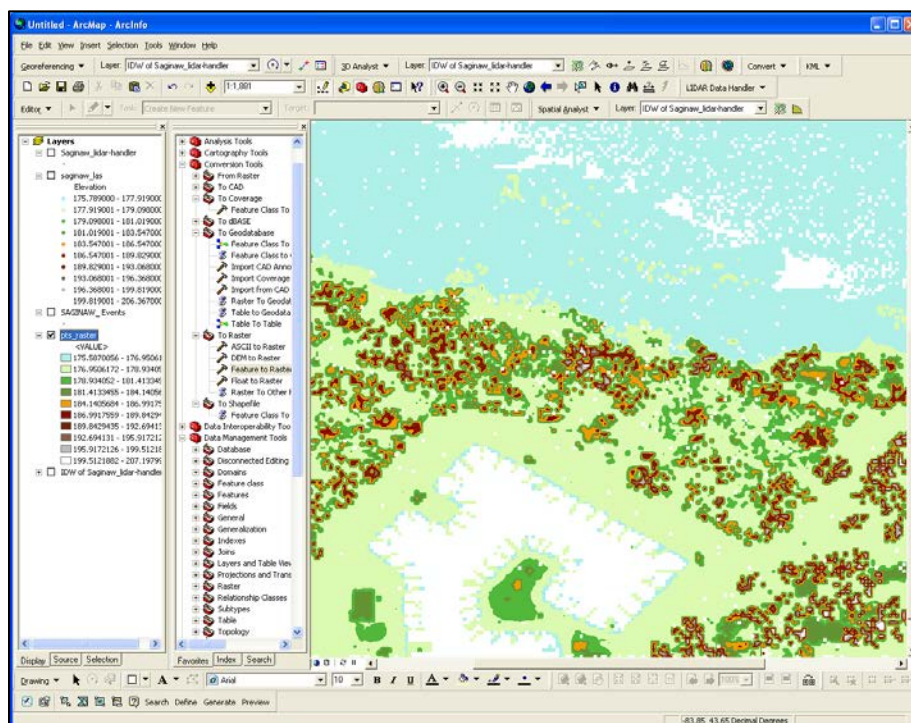 Untitled - ArcMap - ArcInfo
File Edit View Insert Selection Tools Window Help
Georeferencing Layer: IDW of Saginaw_lidar-handler 3D Analyst Layer: IDW of Saginaw_lidar-handler Convert KML
1:1,881 LIDAR Data Handler
Editor Task: Create New Feature Target: Spatial Analyst Layer: IDW of Saginaw_lidar-handler
Layers
Saginaw_lidar-handler
saginaw_las
Elevation
175.789000 - 177.919000
177.919001 - 179.098000
179.098001 - 181.019000
181.019001 - 183.547000
183.547001 - 186.547000
186.547001 - 189.829000
189.829001 - 193.068000
193.068001 - 196.368000
196.368001 - 199.819000
199.819001 - 206.367000
SAGINAW_Events
pts_raster
<VALUE>
175.5870056 - 176.95061
176.9506172 - 178.93405
178.934052 - 181.413345
181.4133455 - 184.14056
184.1405684 - 186.99175
186.9917559 - 189.84294
189.8429435 - 192.69413
192.694131 - 195.917212
195.9172126 - 199.51218
199.5121882 - 207.19799
IDW of Saginaw_lidar-handler
Display Source Selection
Analysis Tools
Cartography Tools
Conversion Tools
From Raster
To CAD
To Coverage
Feature Class To
To dBASE
To Geodatabase
Feature Class To
Feature Class to
Import CAD Anno
Import Coverage
Import from CAD
Raster To Geodat
Table to Geodata
Table To Table
To Raster
ASCII to Raster
DEM to Raster
Feature to Raster
Float to Raster
Raster To Other
To Shapefile
Feature Class To
Data Interoperability Too
Data Management Tools
Database
Disconnected Editing
Domains
Feature class
Features
Fields
General
Generalization
Indexes
Joins
Layers and Table View
Projections and Trans
Raster
Relationship Classes
Subtypes
Table
Topology
Favorites Index Search
Drawing A Arial 10 B I U A 100%
Search Define Generate Preview
-83.85 43.65 Decimal Degrees